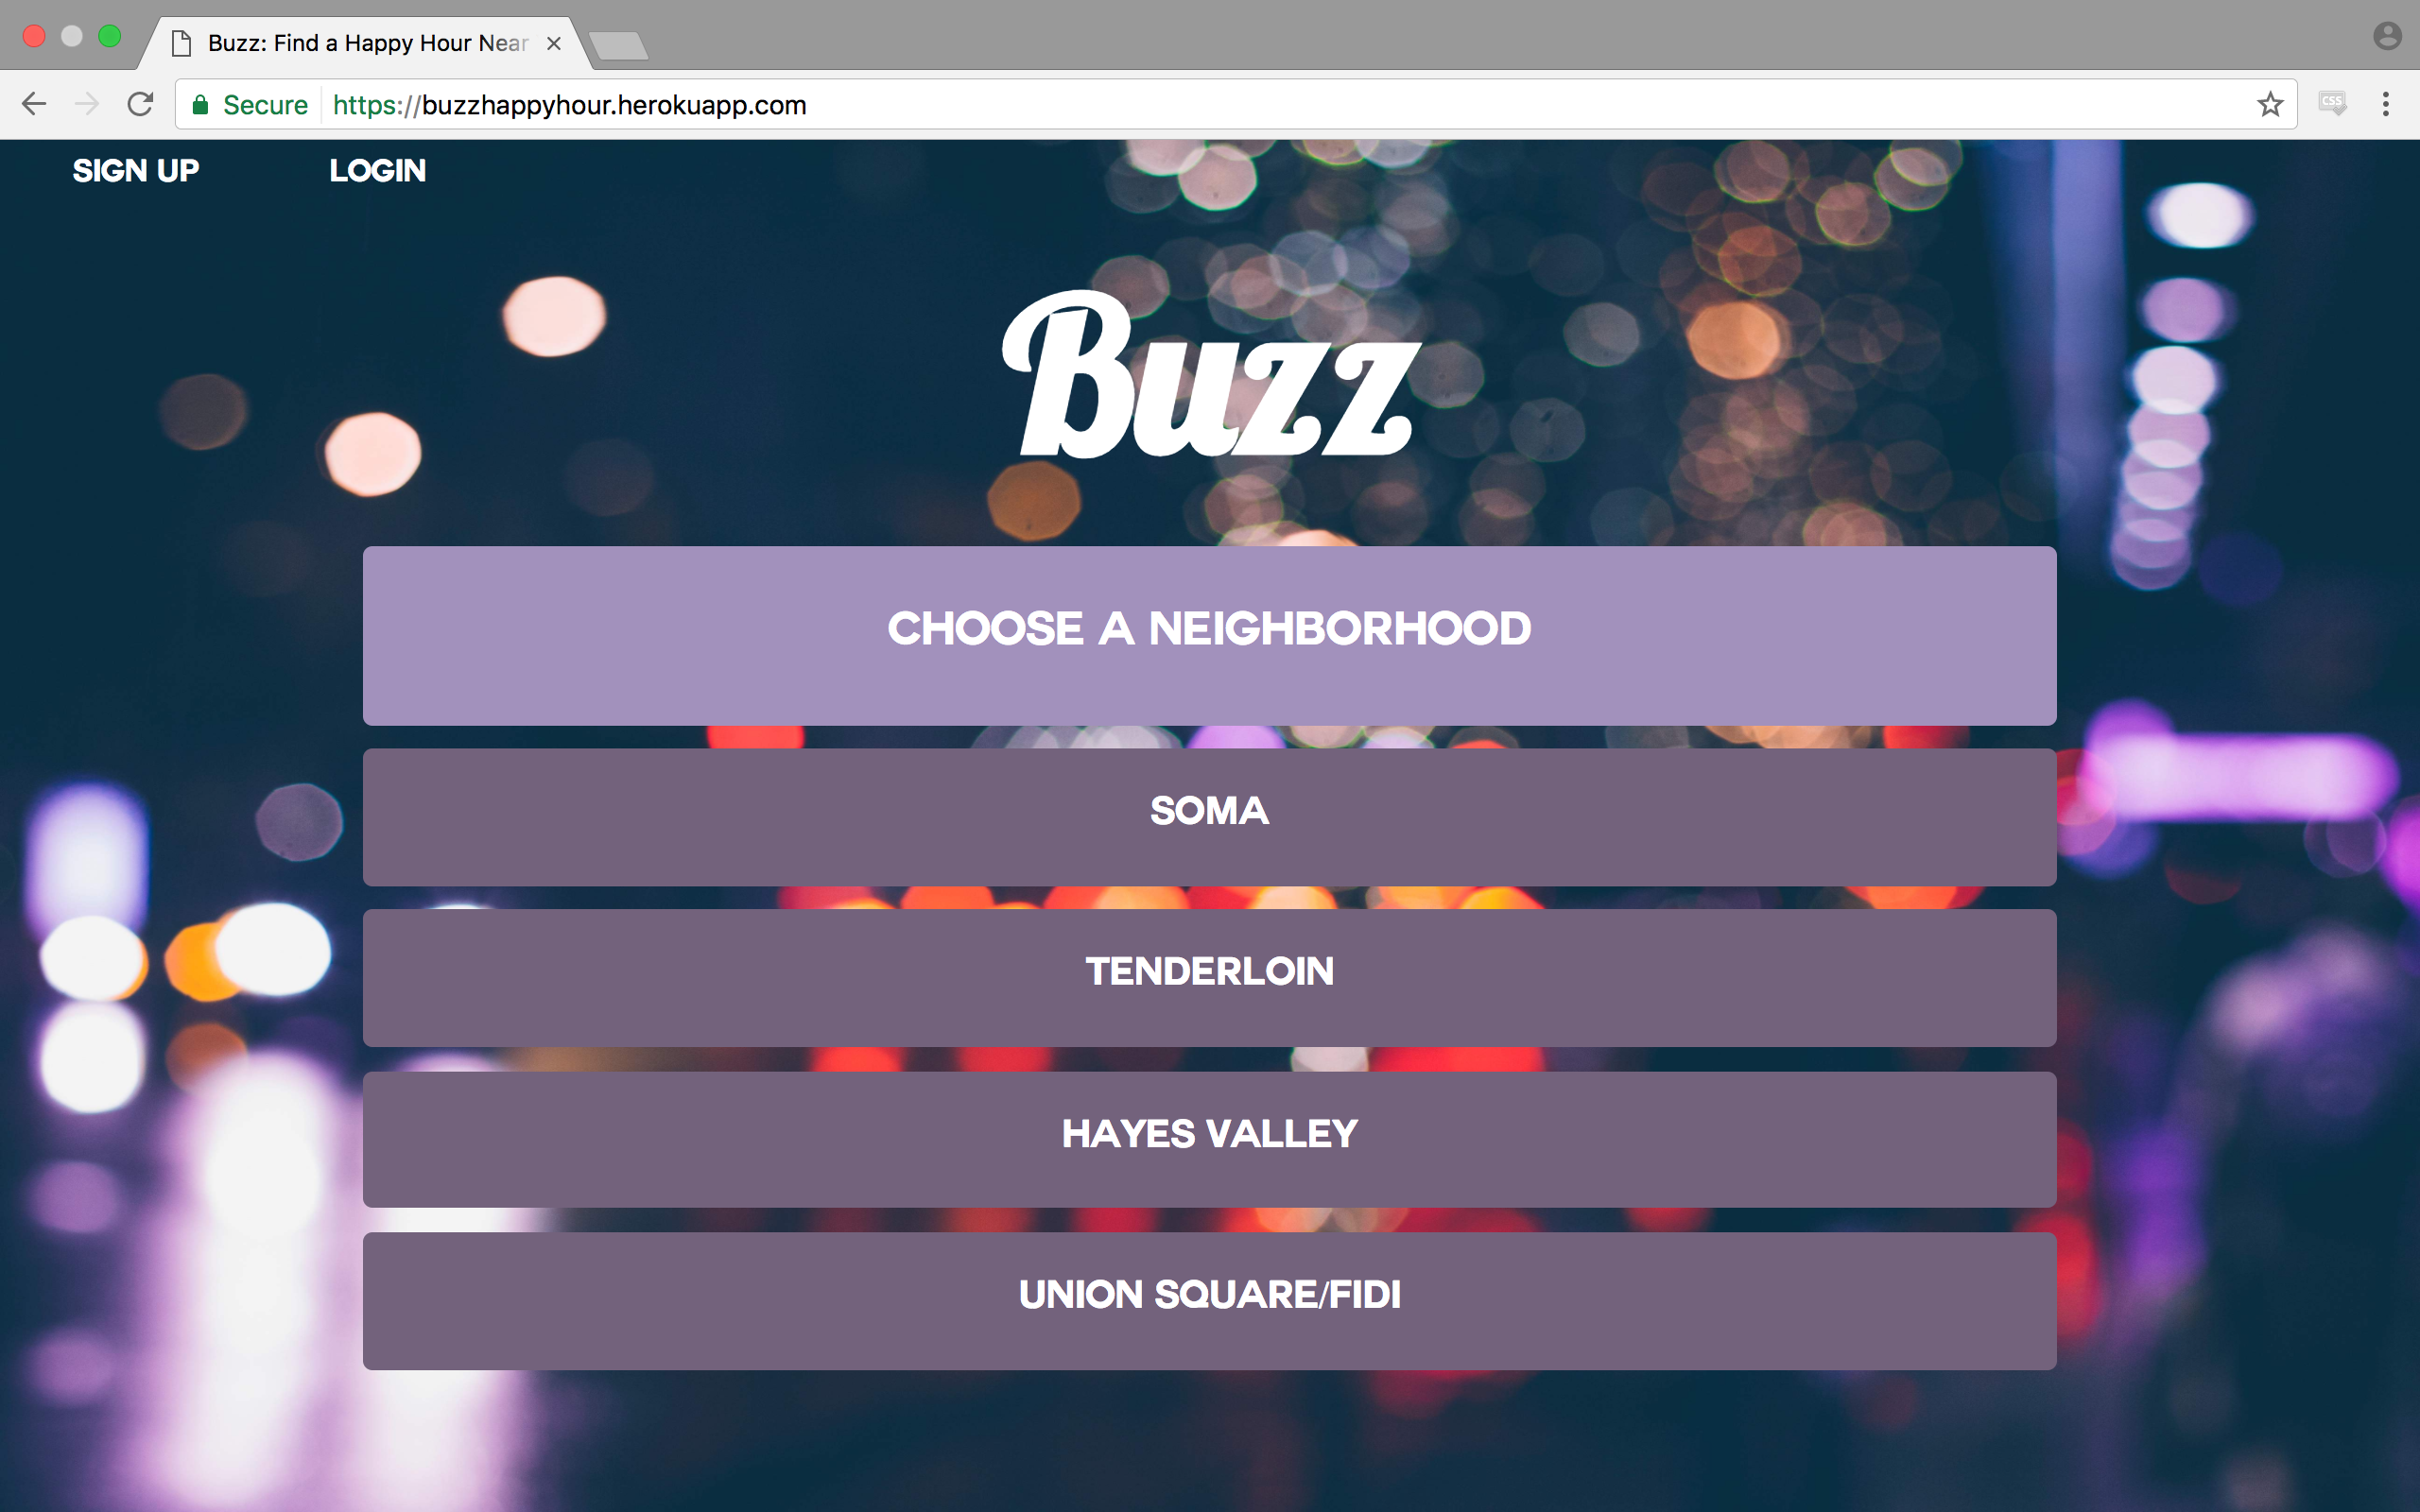 Buzz: Find a Happy Hour Near
Secure https://buzzhappyhour.herokuapp.com
CSS
SIGN UP LOGIN
Buzz
CHOOSE A NEIGHBORHOOD
SOMA
TENDERLOIN
HAYES VALLEY
UNION SQUARE/FIDI